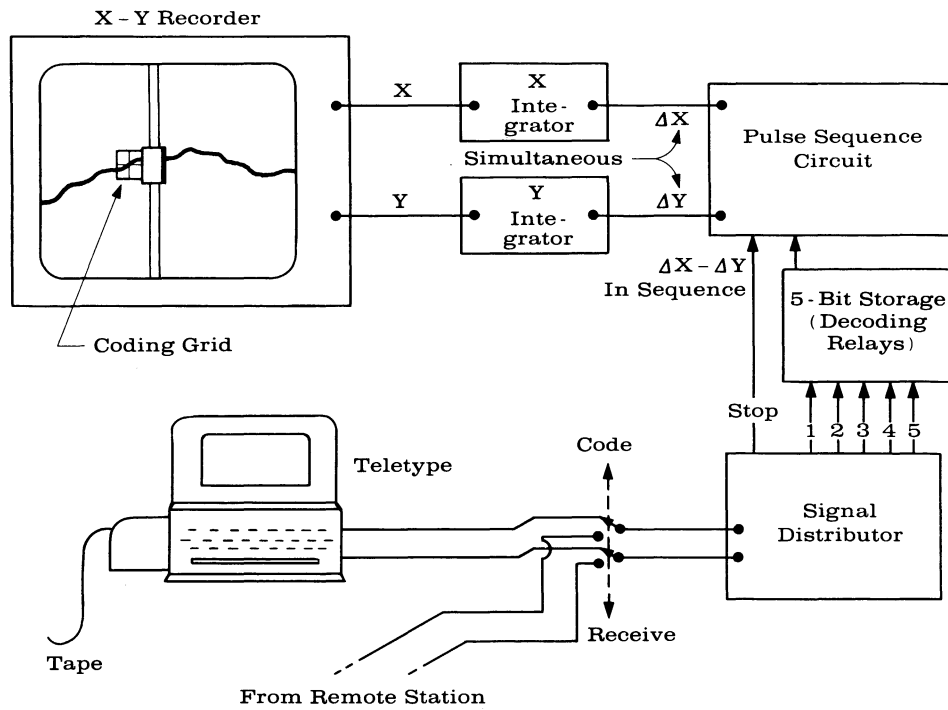 X - Y Recorder
X
X
Inte-
grator
ΔX
Simultaneous
Pulse Sequence
Circuit
Y
Y
Inte-
grator
ΔY
ΔX - ΔY
In Sequence
5 - Bit Storage
(Decoding
Relays)
Coding Grid
Stop
1 2 3 4 5
Teletype
Code
Signal
Distributor
Receive
Tape
From Remote Station